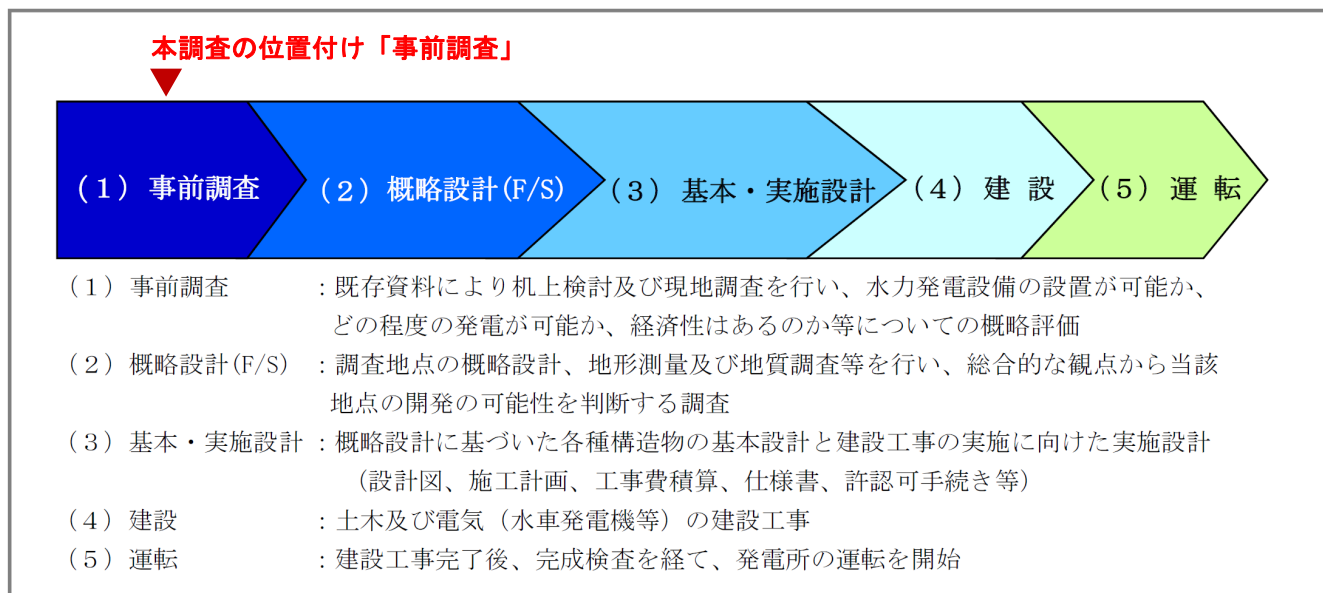 本調査の位置付け「事前調査」
(1) 事前調査
(2) 概略設計(F/S)
(3) 基本・実施設計
(4) 建 設
(5) 運 転
(1) 事前調査 :既存資料により机上検討及び現地調査を行い、水力発電設備の設置が可能か、
どの程度の発電が可能か、経済性はあるのか等についての概略評価
(2) 概略設計(F/S) :調査地点の概略設計、地形測量及び地質調査等を行い、総合的な観点から当該
地点の開発の可能性を判断する調査
(3) 基本・実施設計:概略設計に基づいた各種構造物の基本設計と建設工事の実施に向けた実施設計
(設計図、施工計画、工事費積算、仕様書、許認可手続き等)
(4) 建設 :土木及び電気(水車発電機等)の建設工事
(5) 運転 :建設工事完了後、完成検査を経て、発電所の運転を開始